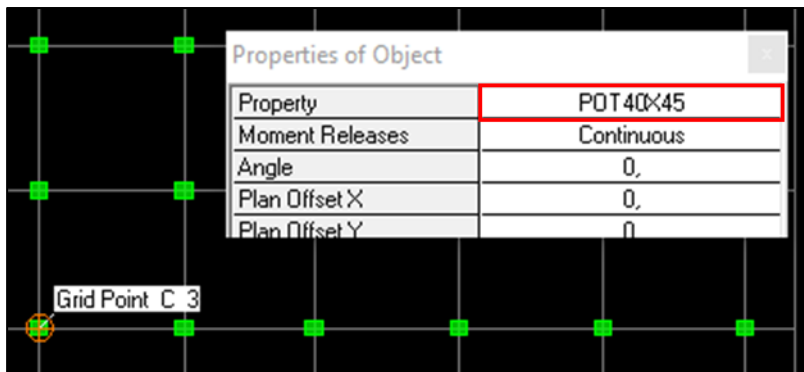 Properties of Object
x
Property POT40X45
Moment Releases Continuous
Angle 0,
Plan Offset X 0,
Plan Offset Y 0
Grid Point C 3